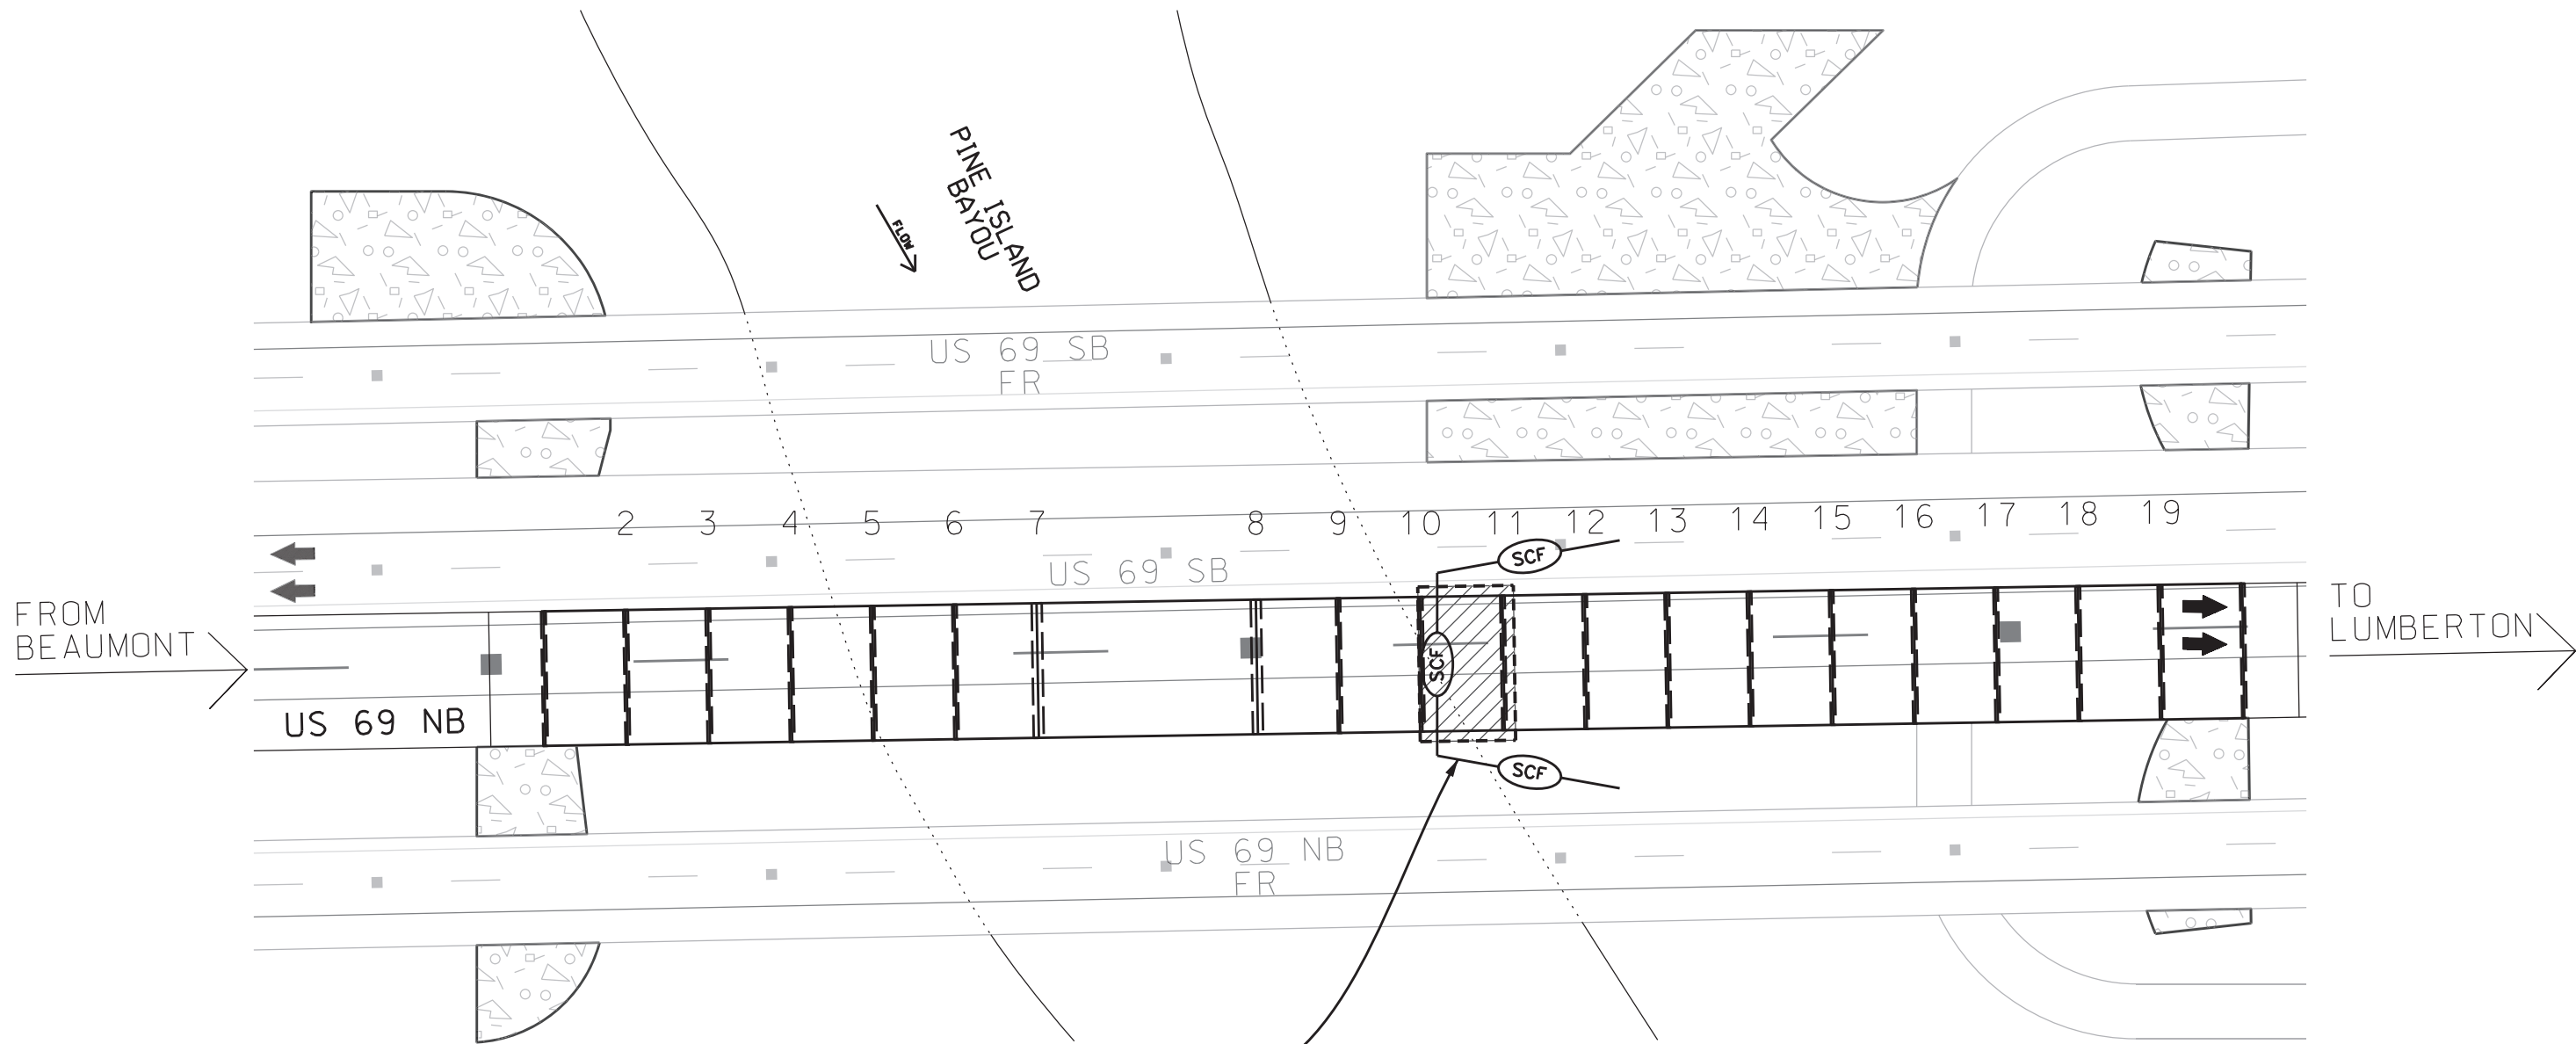 PINE ISLAND
BAYOU
FLOW
US 69 SB
FR
2 3 4 5 6 7 8 9 10 11 12 13 14 15 16 17 18 19
SCF
US 69 SB
FROM
BEAUMONT
TO
LUMBERTON
SCF
US 69 NB
SCF
US 69 NB
FR